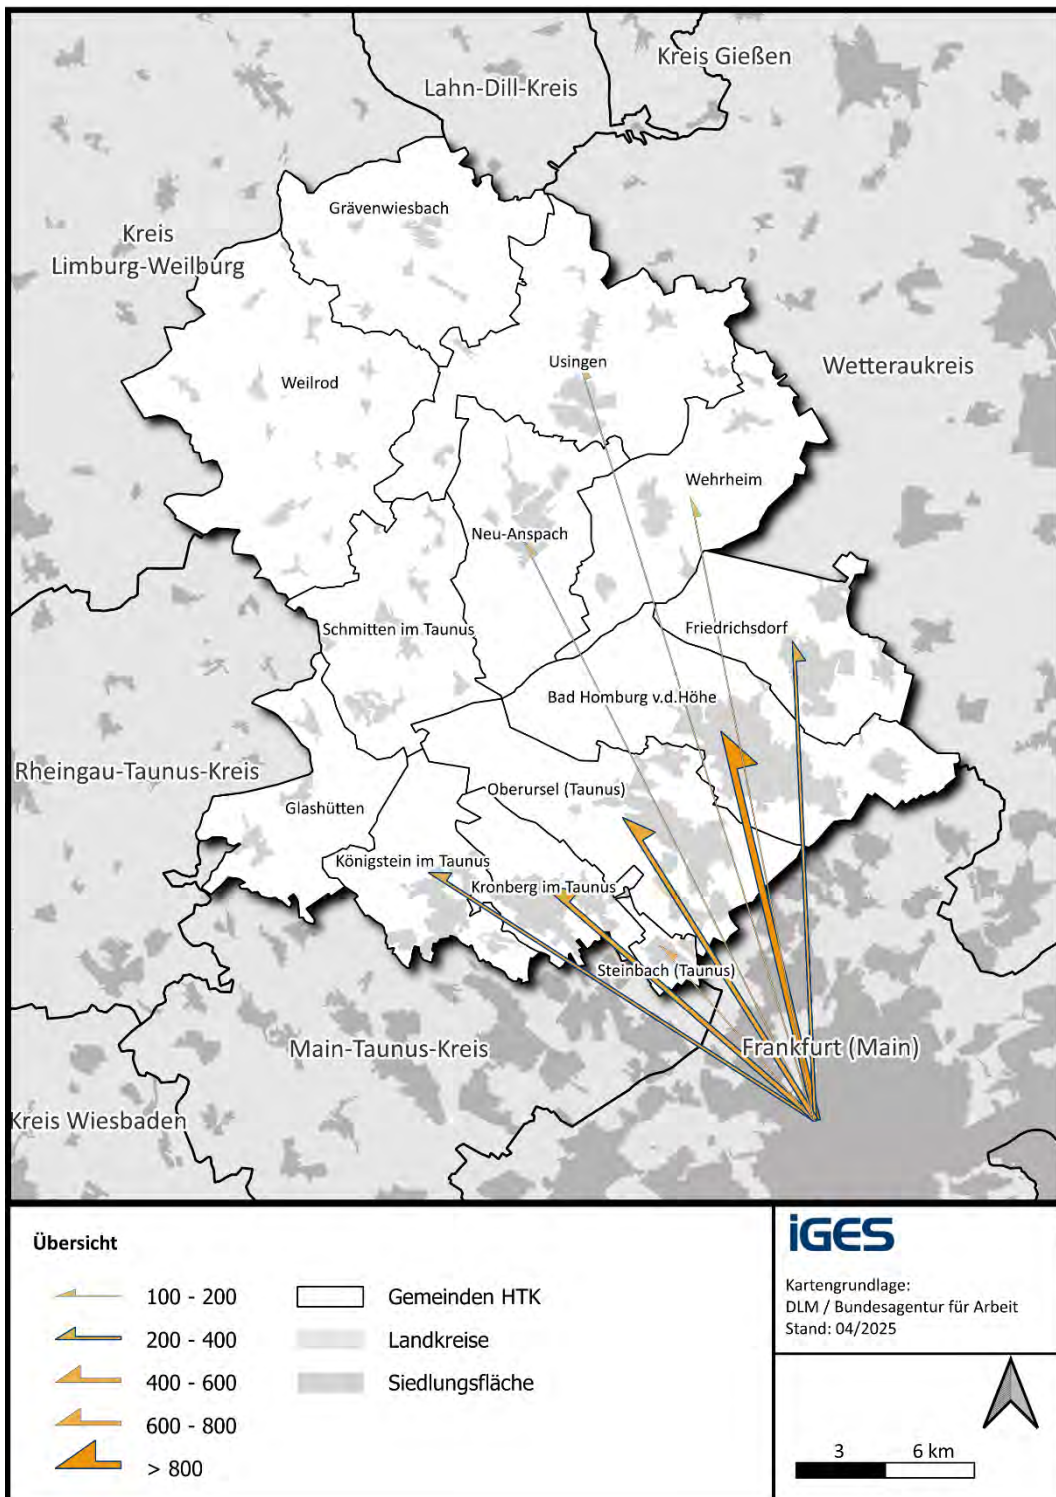 Kreis Gießen
Lahn-Dill-Kreis
Grävenwiesbach
Kreis
Limburg-Weilburg
Usingen
Wetteraukreis
Weilrod
Wehrheim
Neu-Anspach
Schmitten im Taunus
Friedrichsdorf
Bad Homburg v.d.Höhe
Rheingau-Taunus-Kreis
Oberursel (Taunus)
Glashütten
Königstein im Taunus
Kronberg im Taunus
Steinbach (Taunus)
Main-Taunus-Kreis
Frankfurt (Main)
Kreis Wiesbaden
Übersicht
100 - 200
200 - 400
400 - 600
600 - 800
> 800
Gemeinden HTK
Landkreise
Siedlungsfläche
iGES
Kartengrundlage:
DLM / Bundesagentur für Arbeit
Stand: 04/2025
3 6 km